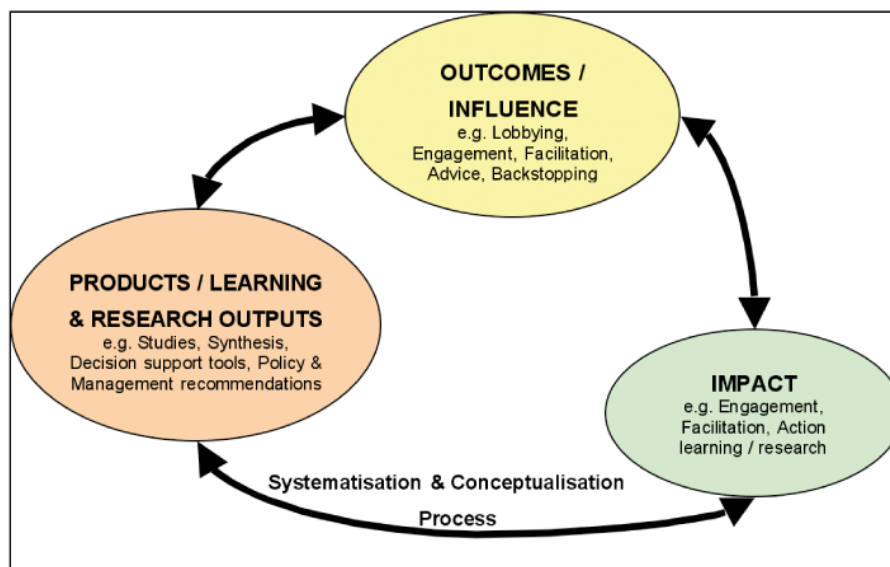 OUTCOMES /
INFLUENCE
e.g. Lobbying,
Engagement, Facilitation,
Advice, Backstopping
PRODUCTS / LEARNING
& RESEARCH OUTPUTS
e.g. Studies, Synthesis,
Decision support tools, Policy &
Management recommendations
IMPACT
e.g. Engagement,
Facilitation, Action
learning / research
Systematisation & Conceptualisation
Process